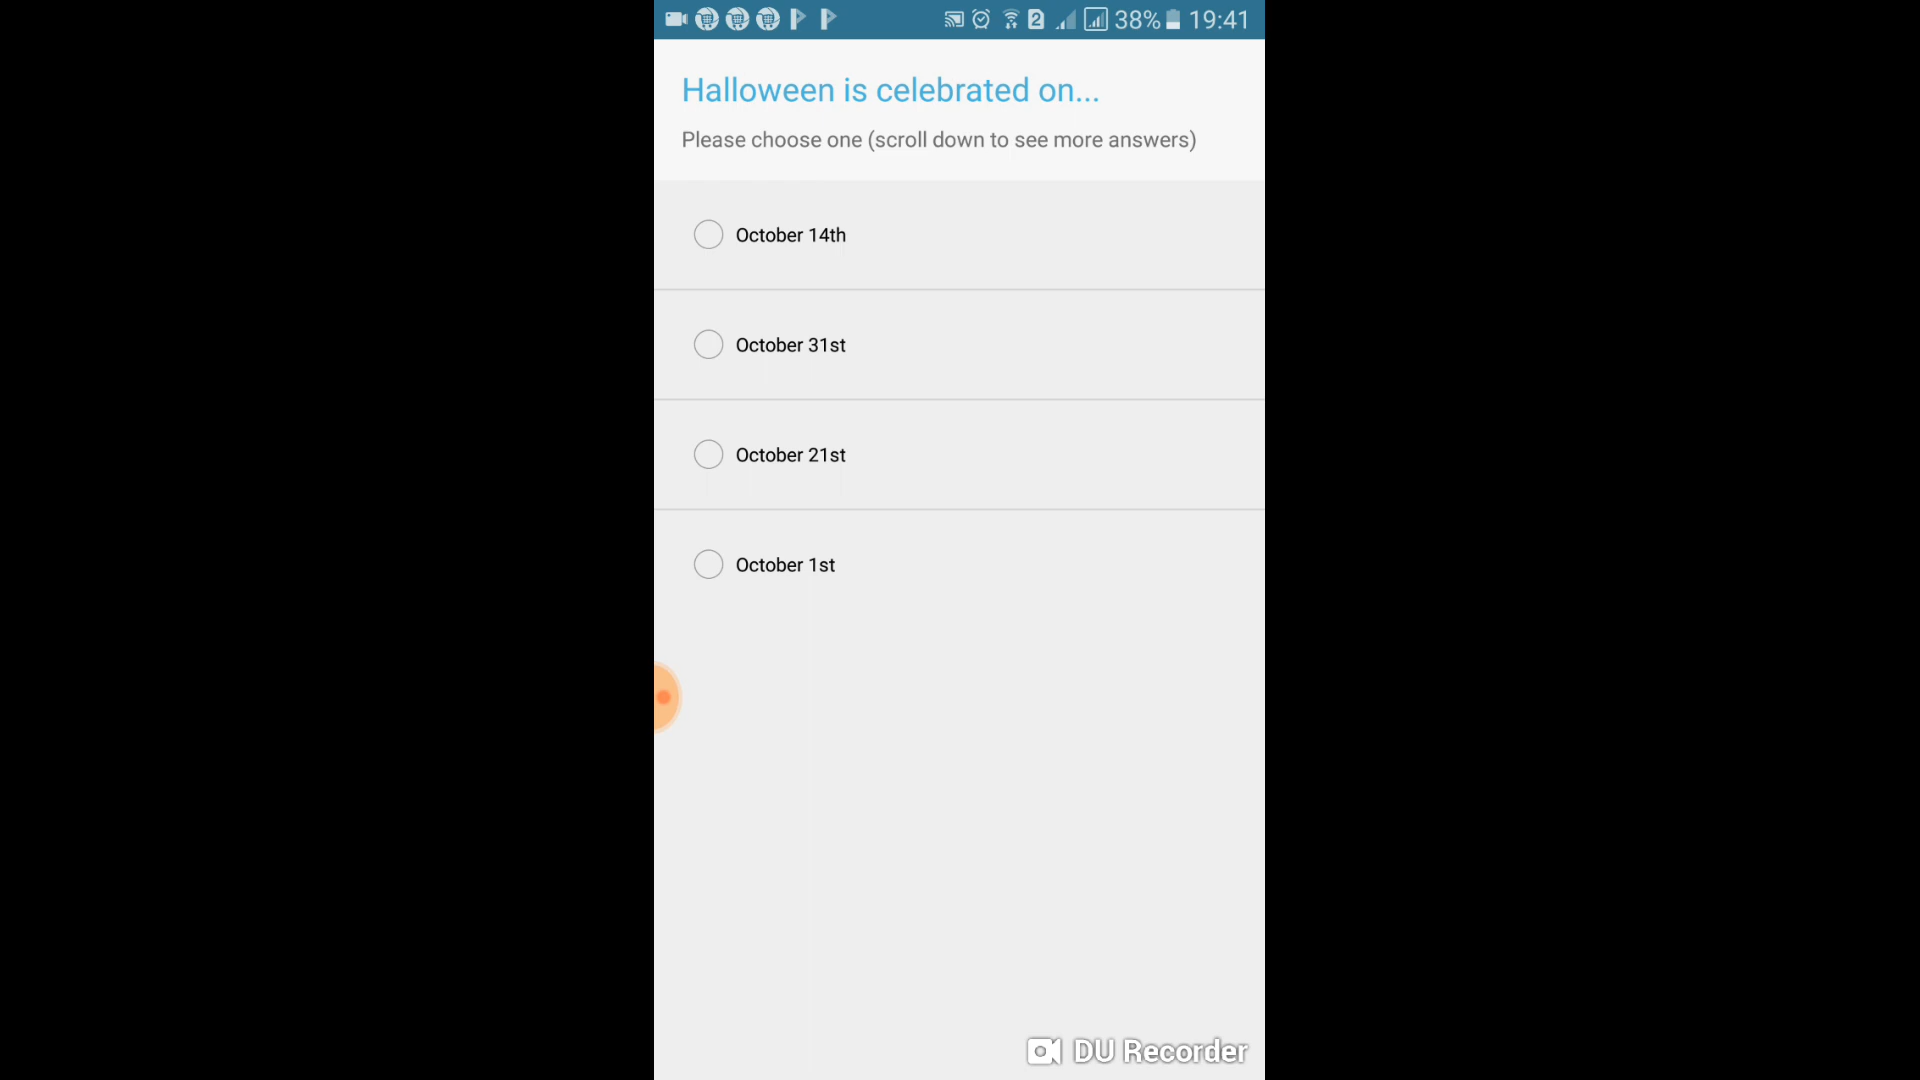 2 38% 19:41
Halloween is celebrated on...
Please choose one (scroll down to see more answers)
October 14th
October 31st
October 21st
October 1st
DU Recorder